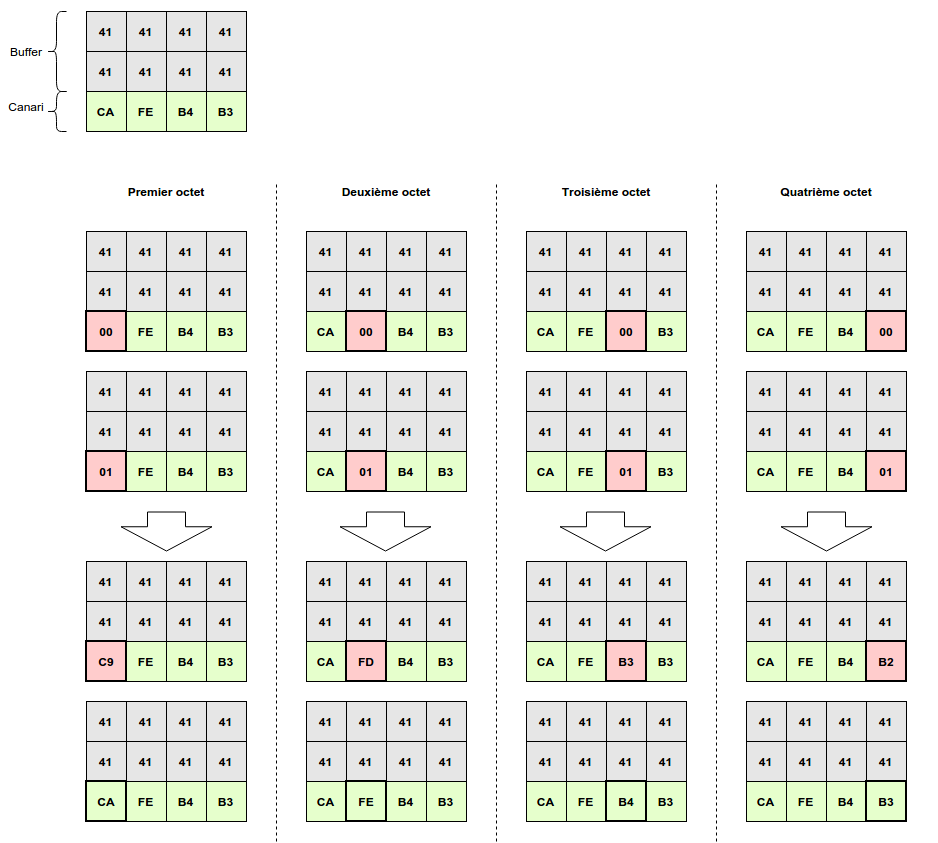 41 41 41 41
Buffer
41 41 41 41
Canari
CA FE B4 B3
Premier octet Deuxième octet Troisième octet Quatrième octet
41 41 41 41 41 41 41 41 41 41 41 41 41 41 41 41
41 41 41 41 41 41 41 41 41 41 41 41 41 41 41 41
00 FE B4 B3 CA 00 B4 B3 CA FE 00 B3 CA FE B4 00
41 41 41 41 41 41 41 41 41 41 41 41 41 41 41 41
41 41 41 41 41 41 41 41 41 41 41 41 41 41 41 41
01 FE B4 B3 CA 01 B4 B3 CA FE 01 B3 CA FE B4 01
41 41 41 41 41 41 41 41 41 41 41 41 41 41 41 41
41 41 41 41 41 41 41 41 41 41 41 41 41 41 41 41
C9 FE B4 B3 CA FD B4 B3 CA FE B3 B3 CA FE B4 B2
41 41 41 41 41 41 41 41 41 41 41 41 41 41 41 41
41 41 41 41 41 41 41 41 41 41 41 41 41 41 41 41
CA FE B4 B3 CA FE B4 B3 CA FE B4 B3 CA FE B4 B3